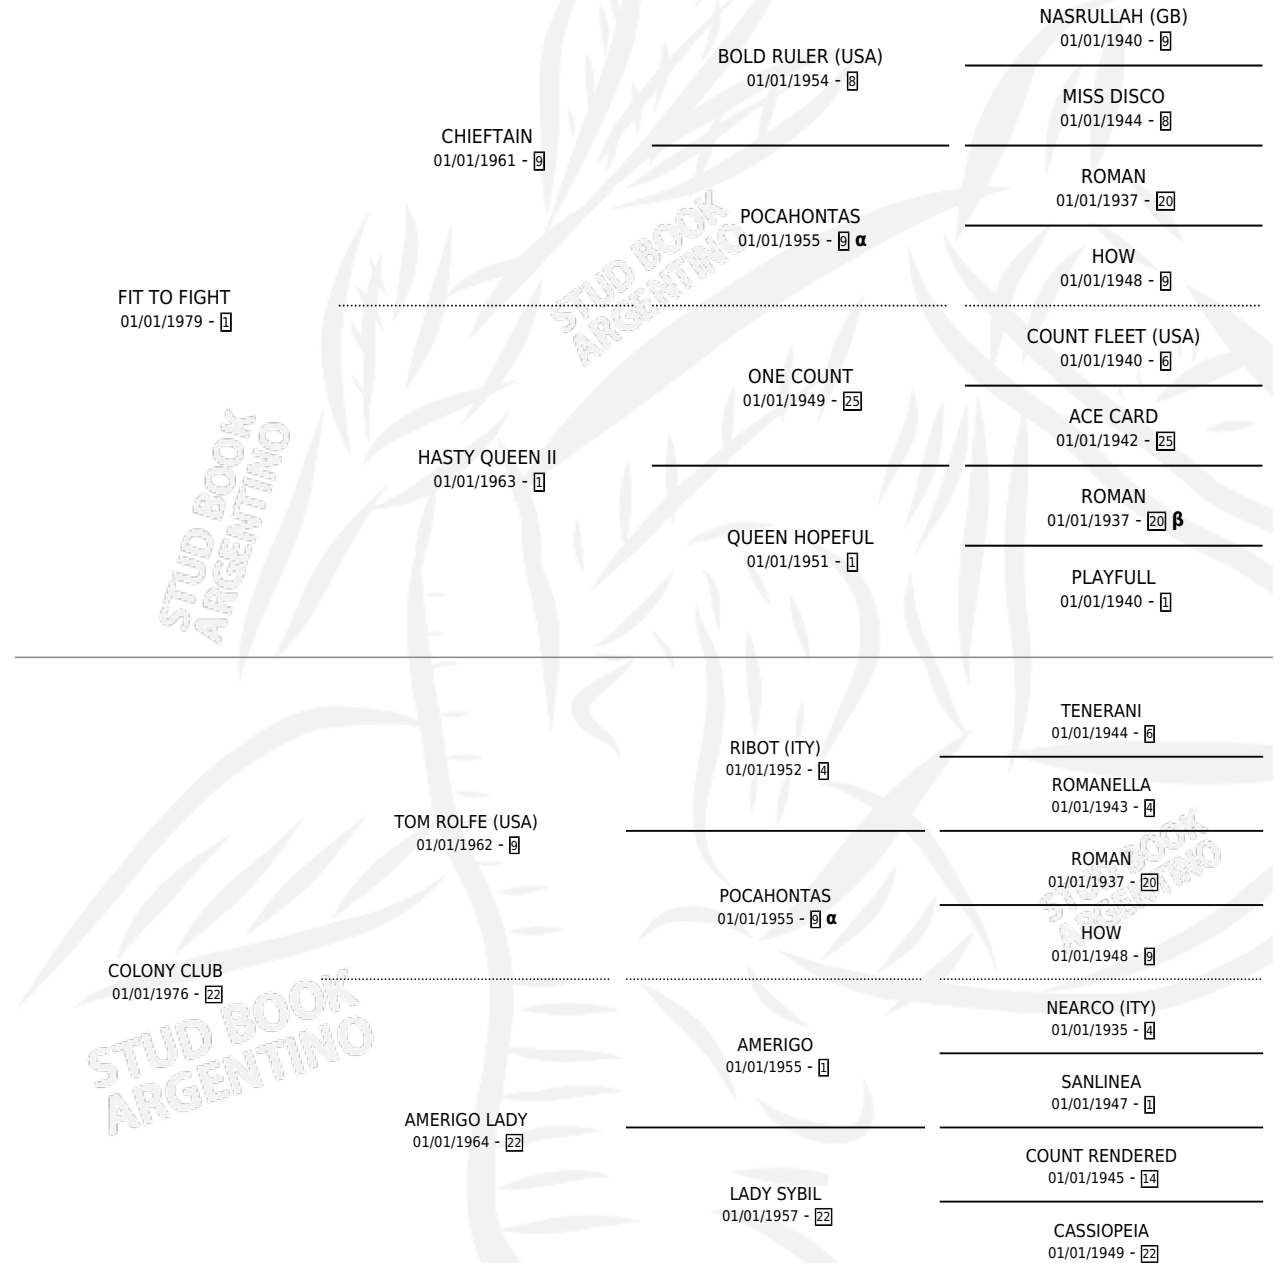 NASRULLAH (GB)
01/01/1940 - 9
BOLD RULER (USA)
01/01/1954 - 8
MISS DISCO
01/01/1944 - 8
CHIEFTAIN
01/01/1961 - 9
ROMAN
01/01/1937 - 20
POCAHONTAS
01/01/1955 - 9 α
HOW
01/01/1948 - 9
FIT TO FIGHT
01/01/1979 - 1
COUNT FLEET (USA)
01/01/1940 - 6
ONE COUNT
01/01/1949 - 25
ACE CARD
01/01/1942 - 25
HASTY QUEEN II
01/01/1963 - 1
ROMAN
01/01/1937 - 20 β
QUEEN HOPEFUL
01/01/1951 - 1
PLAYFULL
01/01/1940 - 1
TENERANI
01/01/1944 - 6
RIBOT (ITY)
01/01/1952 - 4
ROMANELLA
01/01/1943 - 4
TOM ROLFE (USA)
01/01/1962 - 9
ROMAN
01/01/1937 - 20
POCAHONTAS
01/01/1955 - 9 α
HOW
01/01/1948 - 9
COLONY CLUB
01/01/1976 - 22
NEARCO (ITY)
01/01/1935 - 4
AMERIGO
01/01/1955 - 1
SANLINEA
01/01/1947 - 1
AMERIGO LADY
01/01/1964 - 22
COUNT RENDERED
01/01/1945 - 14
LADY SYBIL
01/01/1957 - 22
CASSIOPEIA
01/01/1949 - 22
STUD BOOK
ARGENTINO
STUD BOOK
ARGENTINO
STUD BOOK
ARGENTINO
STUD BOOK
ARGENTINO